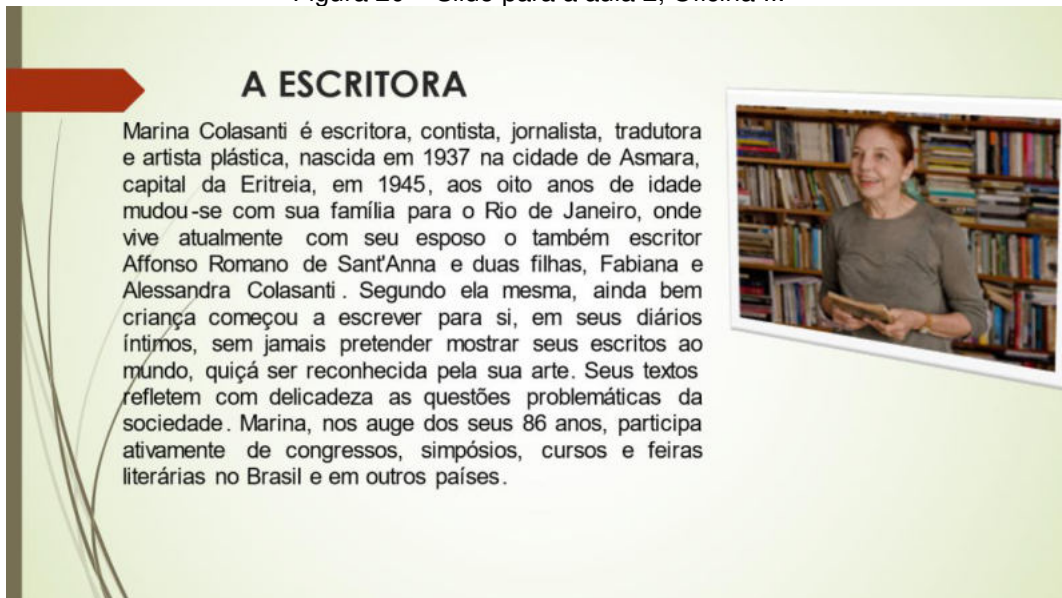 A ESCRITORA
Marina Colasanti é escritora, contista, jornalista, tradutora
e artista plástica, nascida em 1937 na cidade de Asmara,
capital da Eritreia, em 1945, aos oito anos de idade
mudou-se com sua família para o Rio de Janeiro, onde
vive atualmente com seu esposo o também escritor
Affonso Romano de Sant'Anna e duas filhas, Fabiana e
Alessandra Colasanti. Segundo ela mesma, ainda bem
criança começou a escrever para si, em seus diários
íntimos, sem jamais pretender mostrar seus escritos ao
mundo, quiçá ser reconhecida pela sua arte. Seus textos
refletem com delicadeza as questões problemáticas da
sociedade. Marina, nos auge dos seus 86 anos, participa
ativamente de congressos, simpósios, cursos e feiras
literárias no Brasil e em outros países.